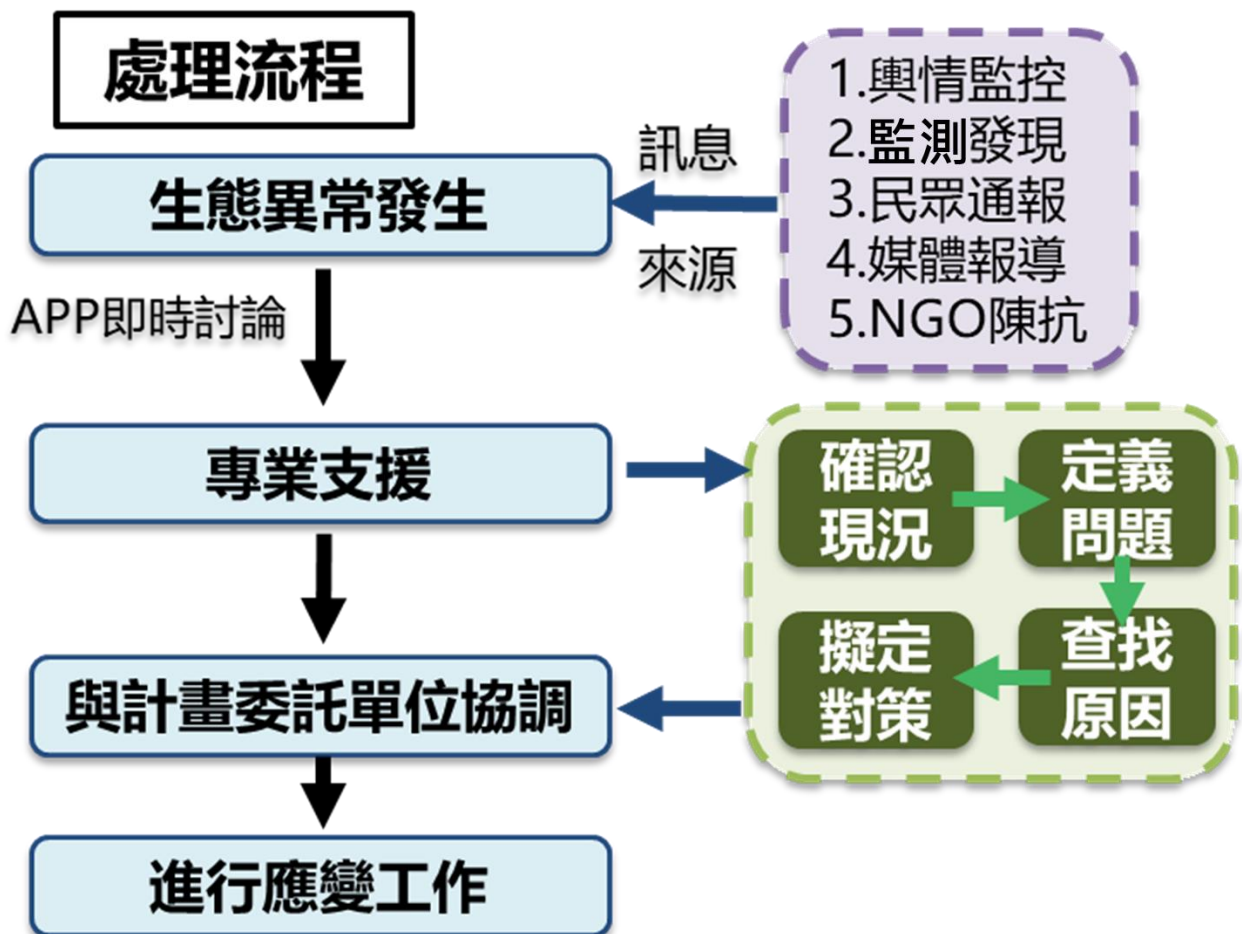 處理流程
1.輿情監控
2.監測發現
3.民眾通報
4.媒體報導
5.NGO陳抗
訊息
來源
生態異常發生
APP即時討論
專業支援
確認
現況
定義
問題
查找
原因
擬定
對策
與計畫委託單位協調
進行應變工作